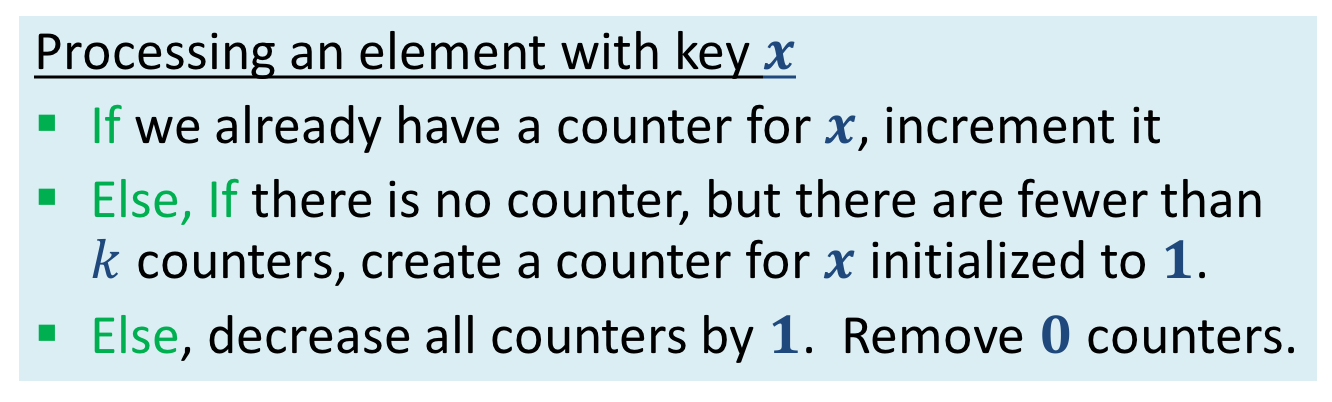 Processing an element with key x
▪ If we already have a counter for x, increment it
▪ Else, If there is no counter, but there are fewer than
k counters, create a counter for x initialized to 1.
▪ Else, decrease all counters by 1. Remove 0 counters.